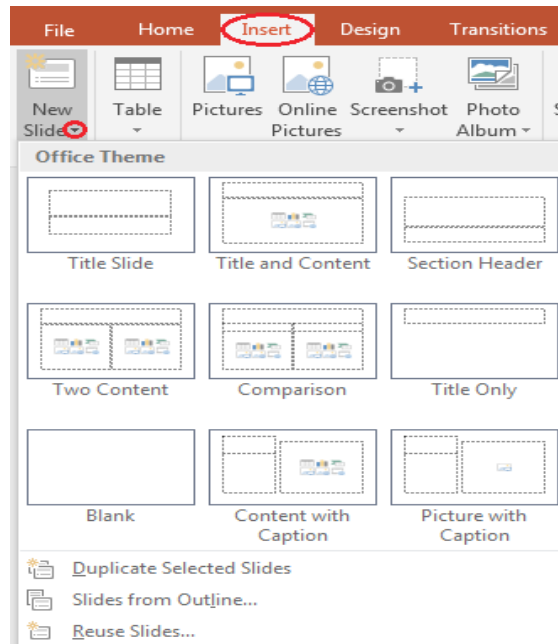 File Home Insert Design Transitions
New Slide Table Pictures Online Pictures Screenshot Photo Album
Office Theme
Title Slide Title and Content Section Header
Two Content Comparison Title Only
Blank Content with Caption Picture with Caption
Duplicate Selected Slides
Slides from Outline...
Reuse Slides...